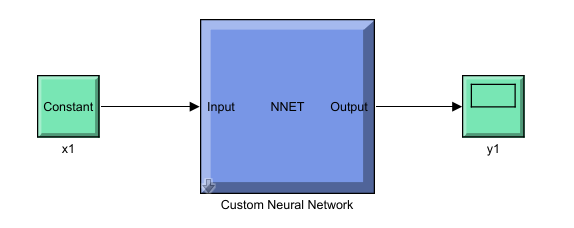 Constant
Input
NNET
Output
x1
y1
Custom Neural Network